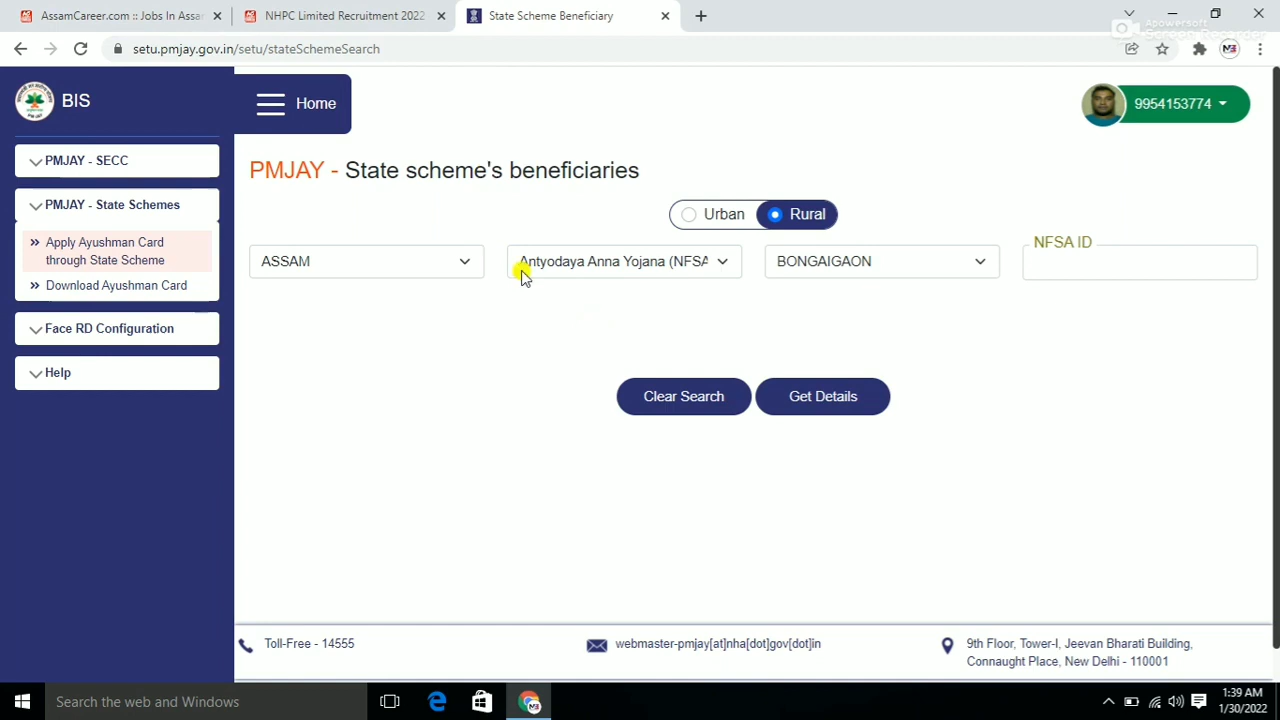 AssamCareer.com :: Jobs In Assam
NHPC Limited Recruitment 2022 -
State Scheme Beneficiary
Apowersoft
Screen Recorder
setu.pmjay.gov.in/setu/stateSchemeSearch
BIS
Home
9954153774
PMJAY - SECC
PMJAY - State Schemes
Apply Ayushman Card
through State Scheme
Download Ayushman Card
Face RD Configuration
Help
PMJAY - State scheme's beneficiaries
Urban
Rural
ASSAM
Antyodaya Anna Yojana (NFSA
BONGAIGAON
NFSA ID
Clear Search
Get Details
Toll-Free - 14555
webmaster-pmjay[at]nha[dot]gov[dot]in
9th Floor, Tower-I, Jeevan Bharati Building,
Connaught Place, New Delhi - 110001
Search the web and Windows
1:39 AM
1/30/2022